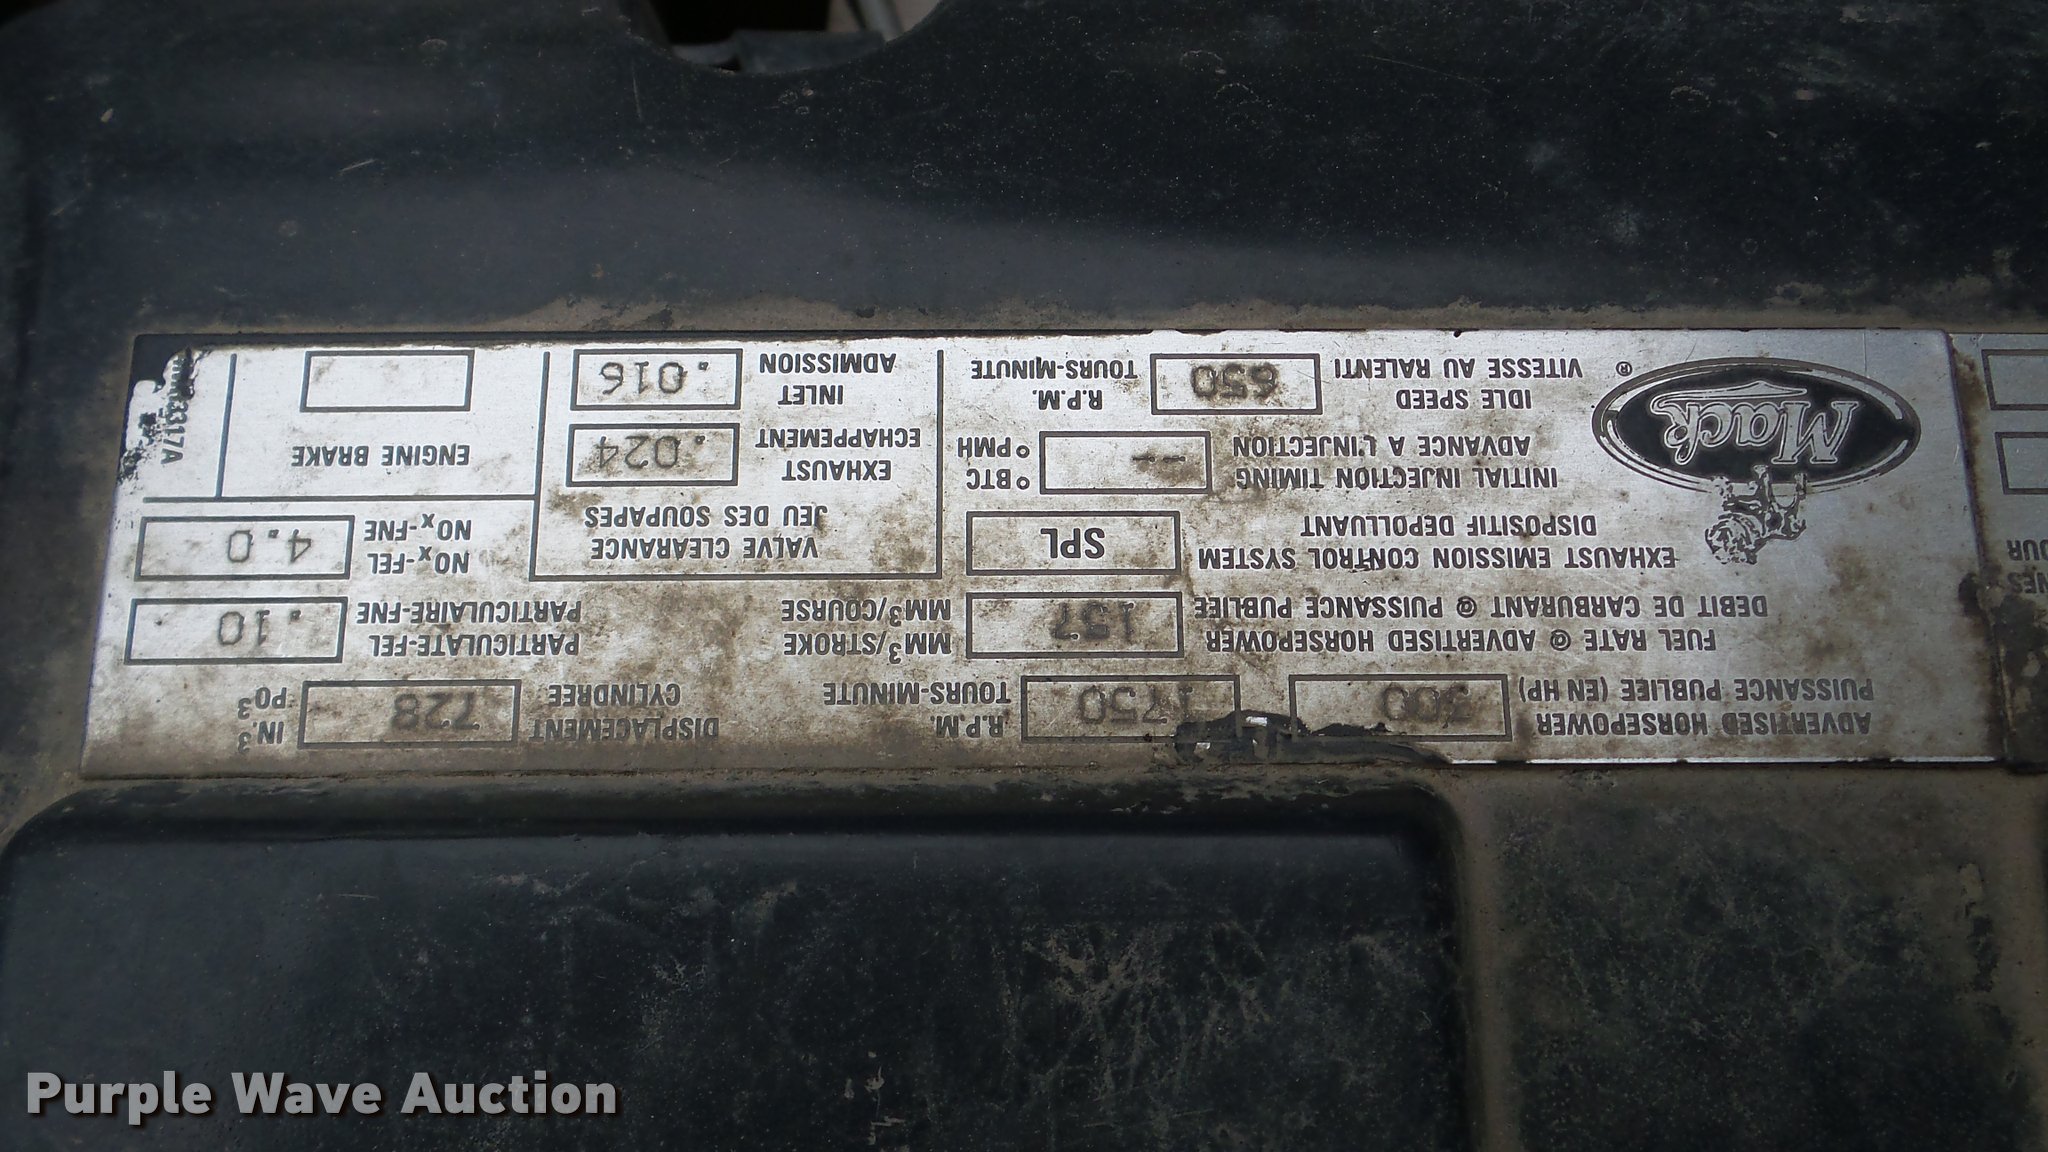 ADVERTISED HORSEPOWER 300 1750 R.P.M. DISPLACEMENT 728 IN.3
PUISSANCE PUBLIEE (EN HP) TOURS-MINUTE CYLINDREE PO3
FUEL RATE @ ADVERTISED HORSEPOWER 157 MM3/STROKE PARTICULATE-FEL .10
DEBIT DE CARBURANT @ PUISSANCE PUBLIEE MM3/COURSE PARTICULAIRE-FNE
EXHAUST EMISSION CONTROL SYSTEM SPL VALVE CLEARANCE NOx-FEL 4.0
DISPOSITIF DEPOLLUANT JEU DES SOUPAPES NOx-FNE
Mack
INITIAL INJECTION TIMING -- °BTC EXHAUST .024 ENGINE BRAKE
ADVANCE A L'INJECTION °PMH ECHAPPEMENT
IDLE SPEED 650 R.P.M. INLET .016
®
VITESSE AU RALENTI TOURS-MINUTE ADMISSION
Purple Wave Auction